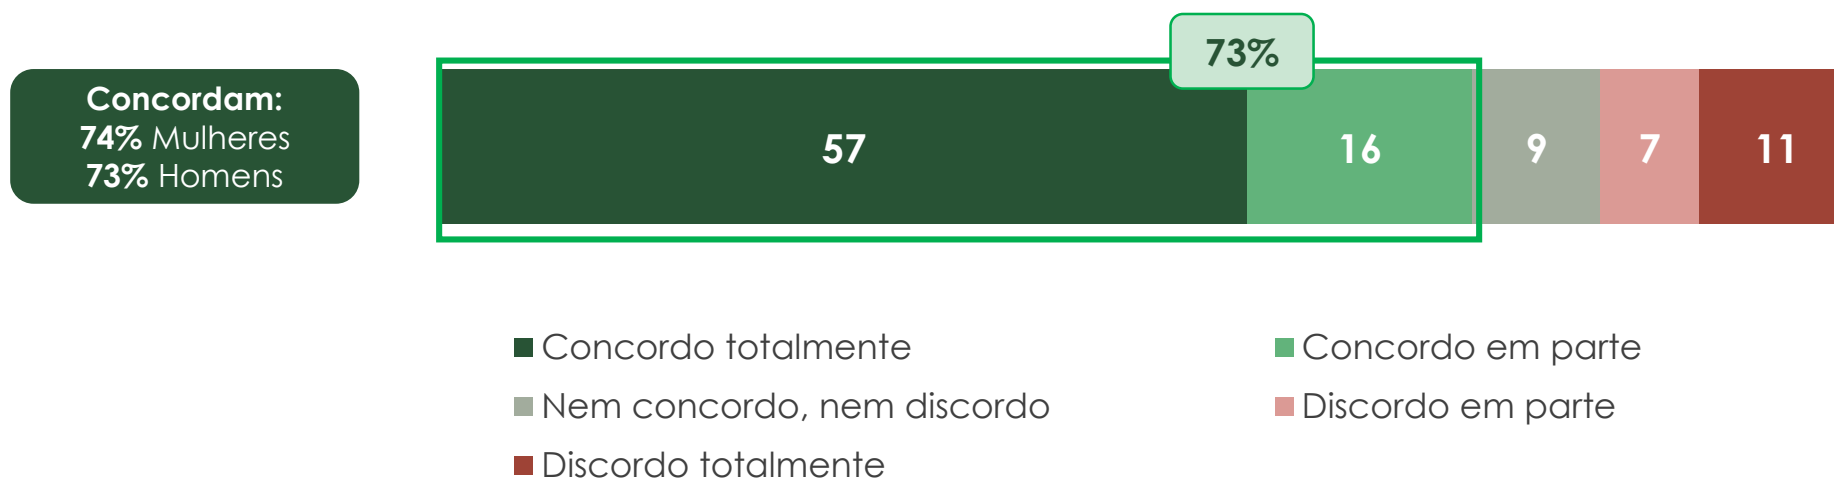 73%
Concordam:
74% Mulheres
73% Homens
57
16
9
7
11
Concordo totalmente
Concordo em parte
Nem concordo, nem discordo
Discordo em parte
Discordo totalmente